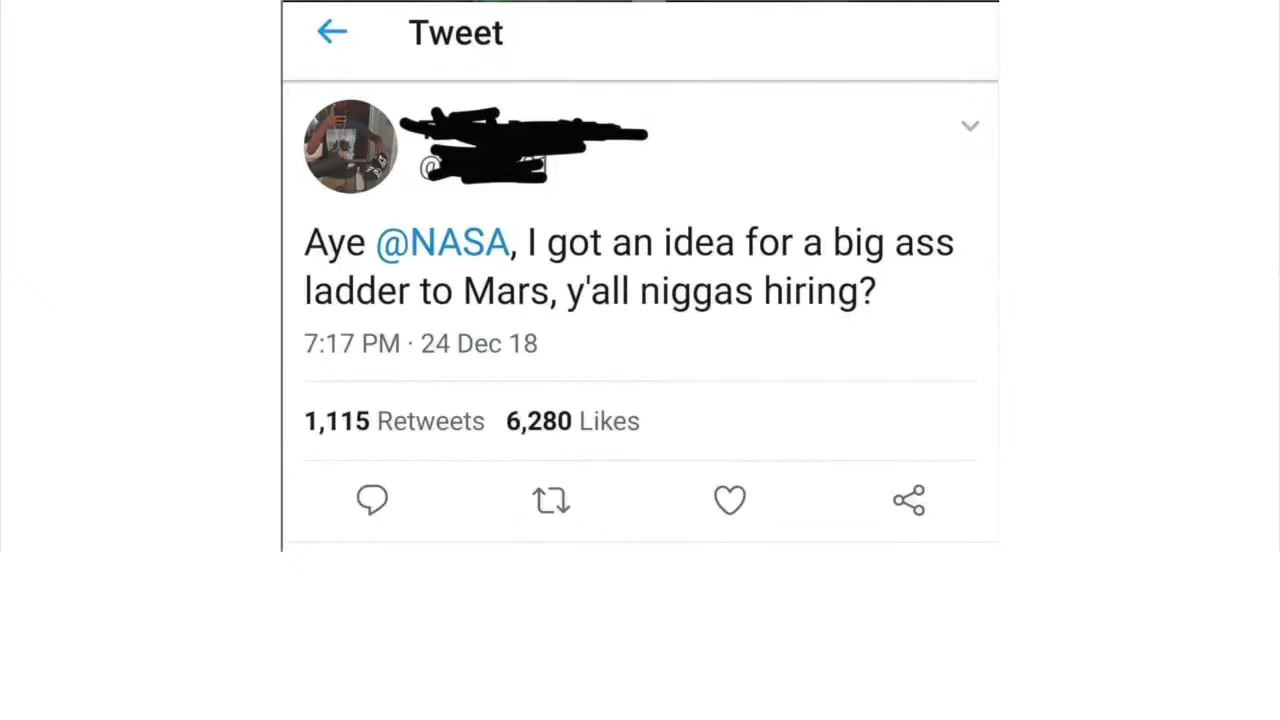 Tweet
@
Aye @NASA, I got an idea for a big ass
ladder to Mars, y'all niggas hiring?
7:17 PM · 24 Dec 18
1,115 Retweets 6,280 Likes